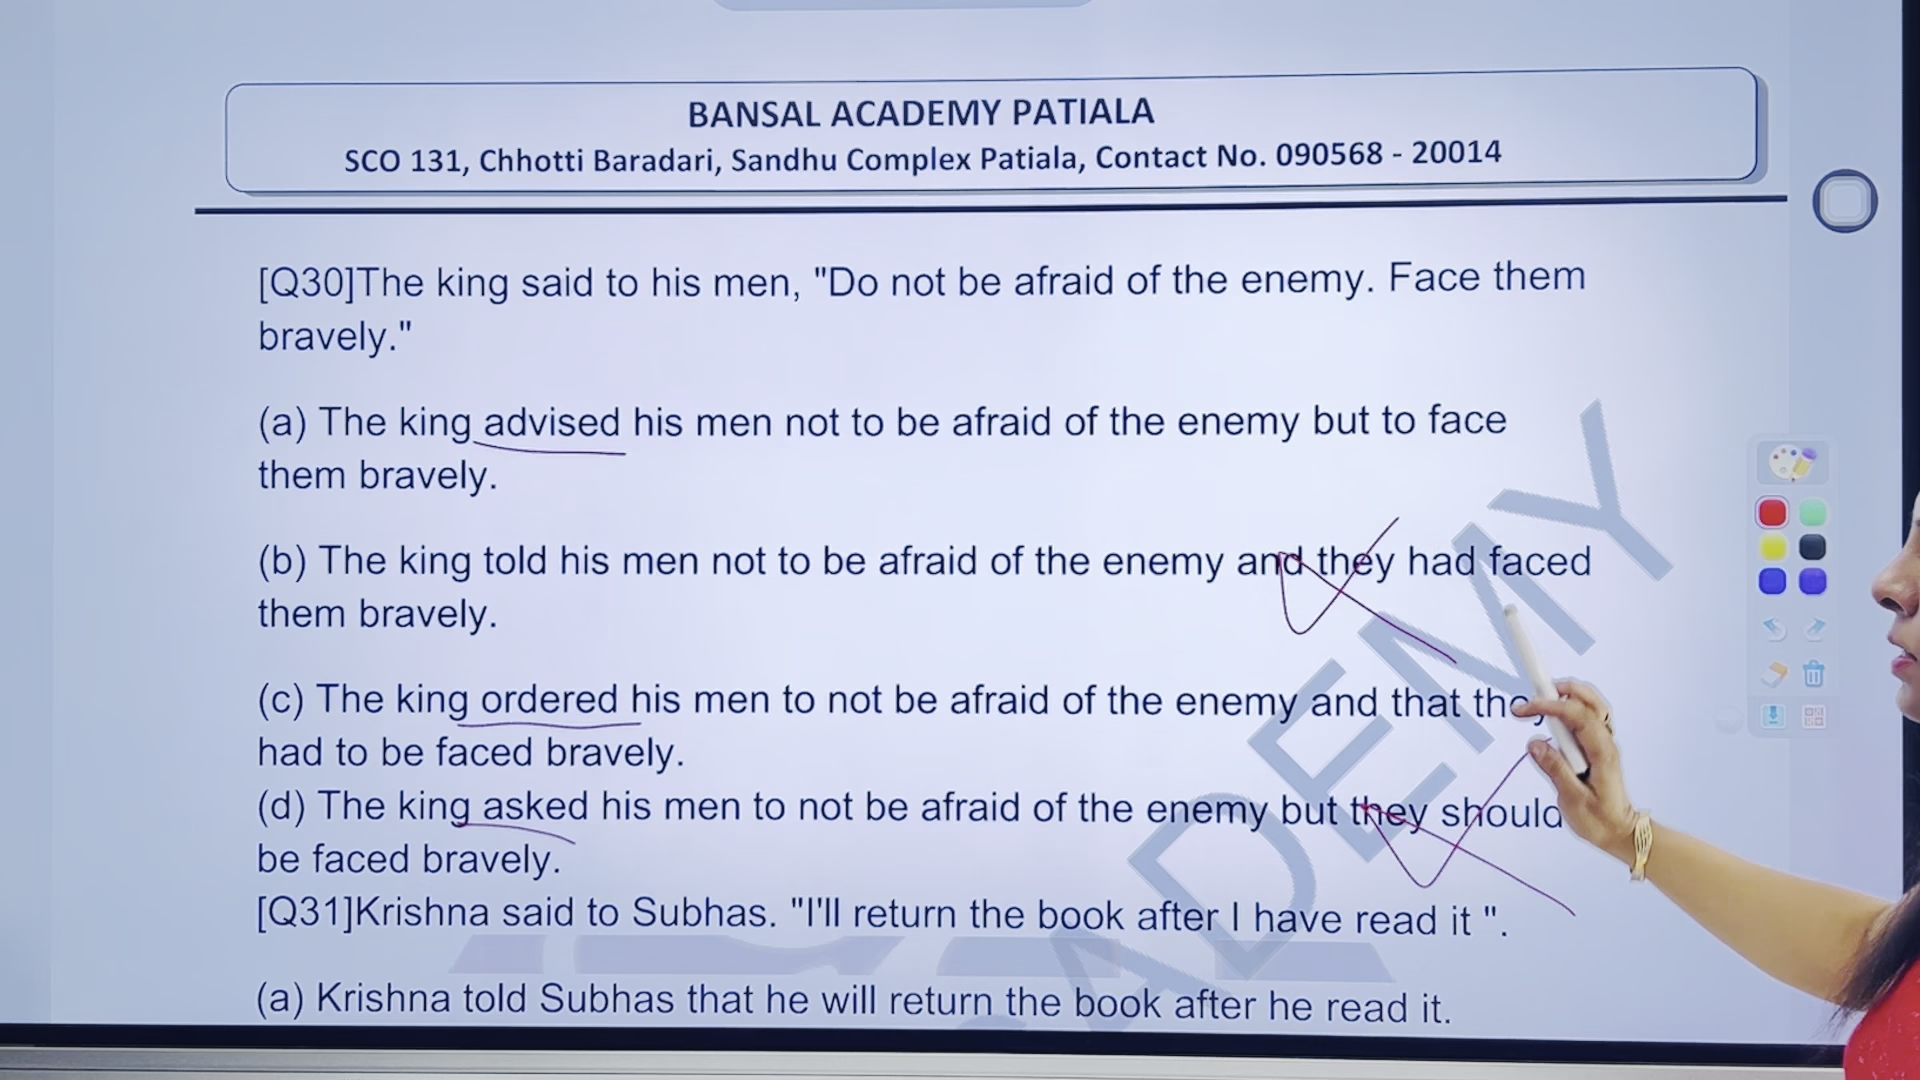 BANSAL ACADEMY PATIALA
SCO 131, Chhotti Baradari, Sandhu Complex Patiala, Contact No. 090568 - 20014
[Q30]The king said to his men, "Do not be afraid of the enemy. Face them
bravely."
(a) The king advised his men not to be afraid of the enemy but to face
them bravely.
(b) The king told his men not to be afraid of the enemy and they had faced
them bravely.
(c) The king ordered his men to not be afraid of the enemy and that they
had to be faced bravely.
(d) The king asked his men to not be afraid of the enemy but they should
be faced bravely.
[Q31]Krishna said to Subhas. "I'll return the book after I have read it ".
(a) Krishna told Subhas that he will return the book after he read it.
ADEMY